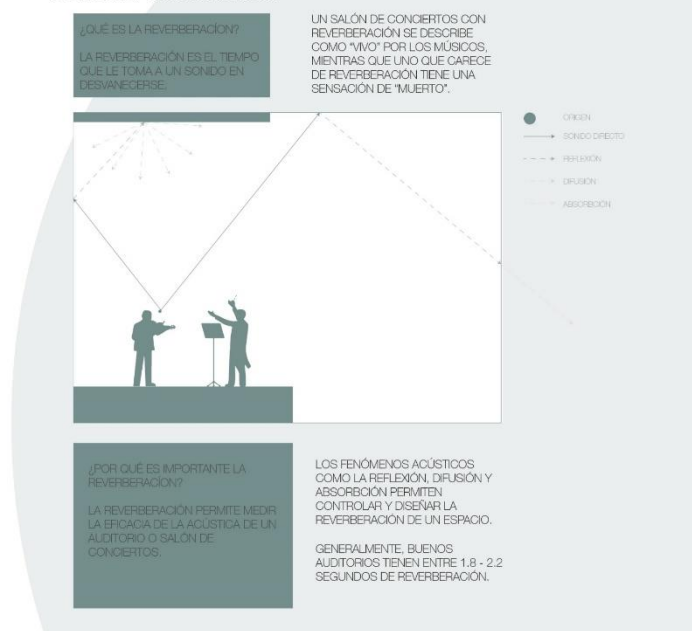 ¿QUÉ ES LA REVERBERACÍON?
LA REVERBERACIÓN ES EL TIEMPO
QUE LE TOMA A UN SONIDO EN
DESVANECERSE.
UN SALÓN DE CONCIERTOS CON
REVERBERACIÓN SE DESCRIBE
COMO “VIVO” POR LOS MÚSICOS,
MIENTRAS QUE UNO QUE CARECE
DE REVERBERACIÓN TIENE UNA
SENSACIÓN DE “MUERTO”.
ORIGEN
SONIDO DIRECTO
REFLEXIÓN
DIFUSIÓN
ABSORBCIÓN
¿POR QUÉ ES IMPORTANTE LA
REVERBERACÍON?
LA REVERBERACIÓN PERMITE MEDIR
LA EFICACIA DE LA ACÚSTICA DE UN
AUDITORIO O SALÓN DE
CONCIERTOS.
LOS FENÓMENOS ACÚSTICOS
COMO LA REFLEXIÓN, DIFUSIÓN Y
ABSORBCIÓN PERMITEN
CONTROLAR Y DISEÑAR LA
REVERBERACIÓN DE UN ESPACIO.
GENERALMENTE, BUENOS
AUDITORIOS TIENEN ENTRE 1.8 - 2.2
SEGUNDOS DE REVERBERACIÓN.